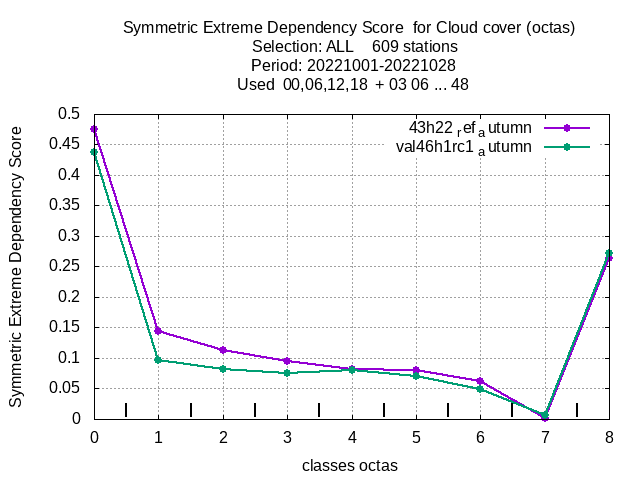 Symmetric Extreme Dependency Score for Cloud cover (octas)
Selection: ALL 609 stations
Period: 20221001-20221028
Used 00,06,12,18 + 03 06 ... 48
43h22 refautumn
val46h1rc1 autumn
Symmetric Extreme Dependency Score
0.5
0.45
0.4
0.35
0.3
0.25
0.2
0.15
0.1
0.05
0
0 1 2 3 4 5 6 7 8
classes octas